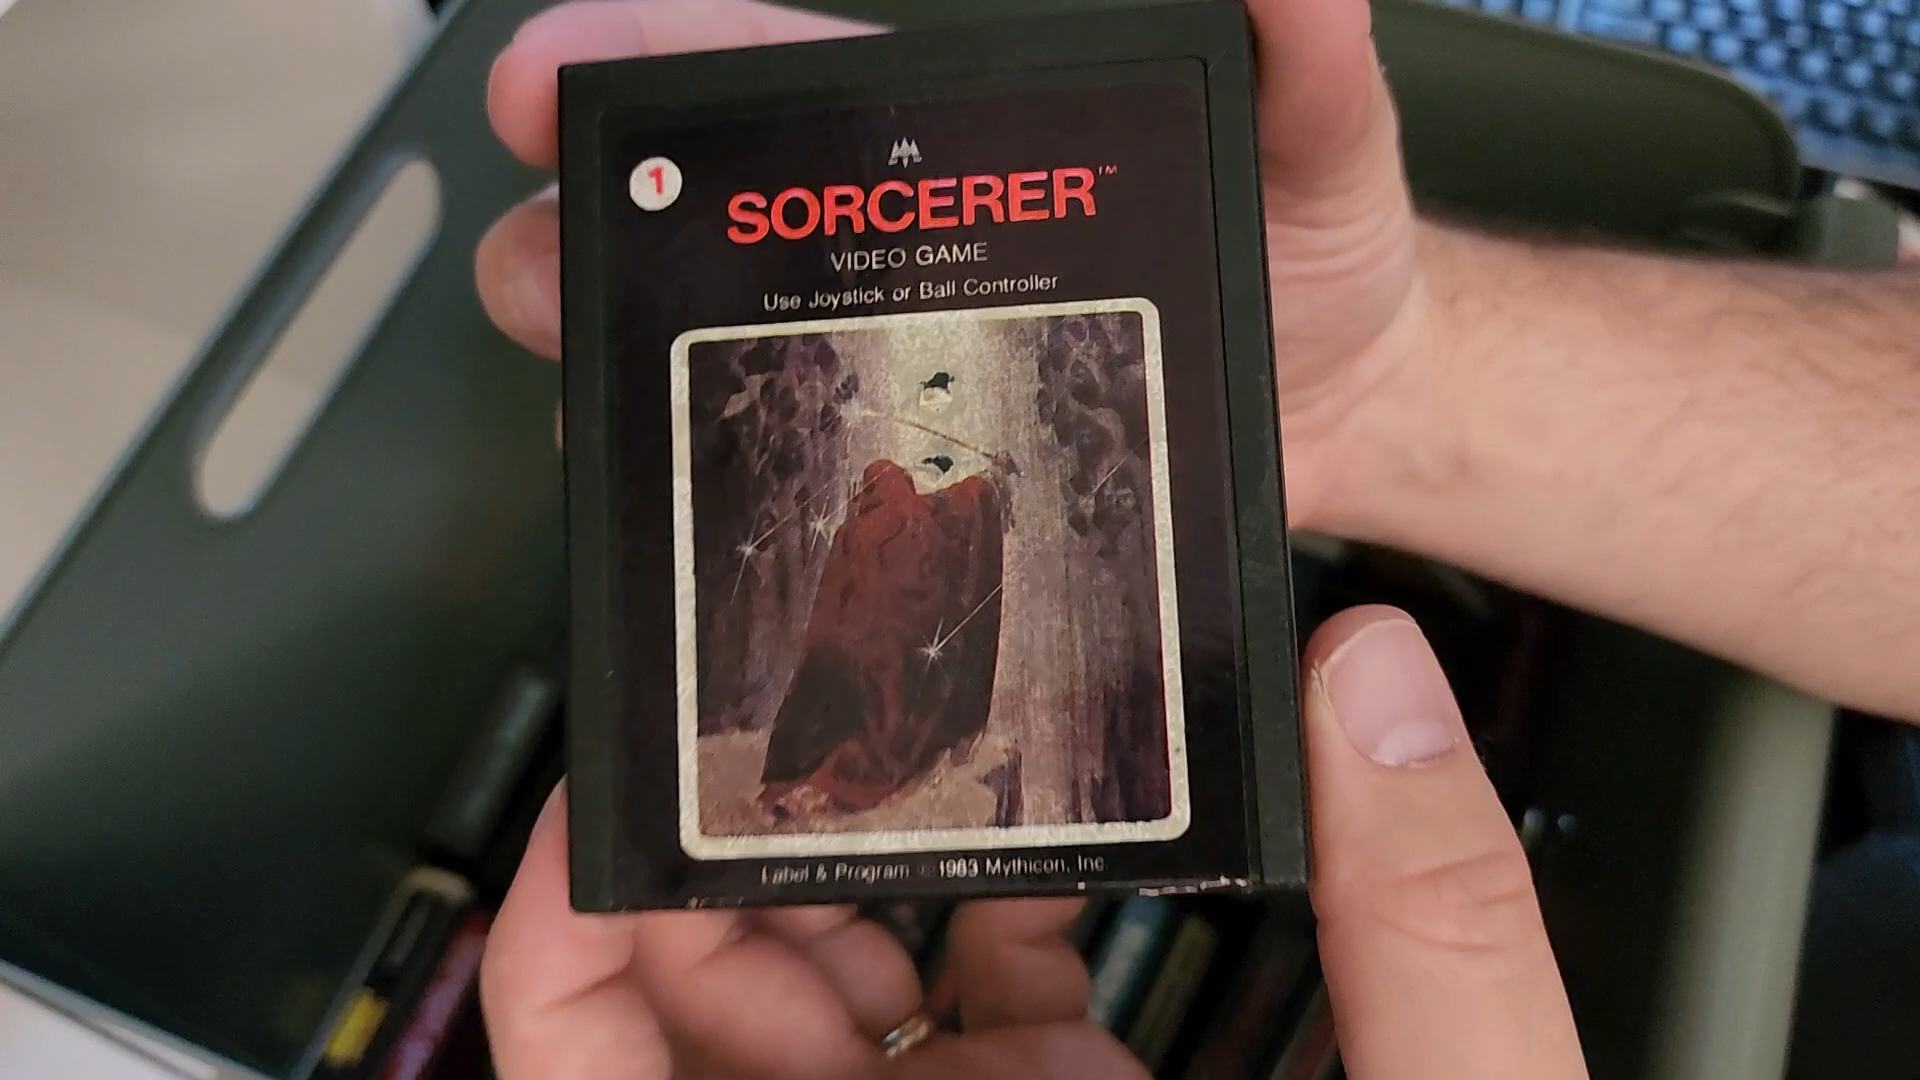 1
SORCERER™
VIDEO GAME
Use Joystick or Ball Controller
Label & Program © 1983 Mythicon, Inc.